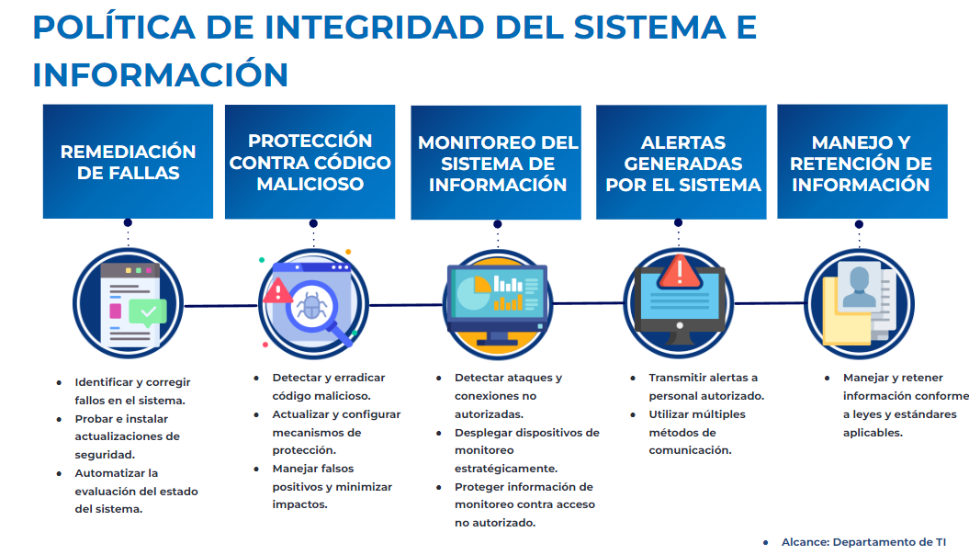 POLÍTICA DE INTEGRIDAD DEL SISTEMA E
INFORMACIÓN
REMEDIACIÓN
DE FALLAS
PROTECCIÓN
CONTRA CÓDIGO
MALICIOSO
MONITOREO DEL
SISTEMA DE
INFORMACIÓN
ALERTAS
GENERADAS
POR EL SISTEMA
MANEJO Y
RETENCIÓN DE
INFORMACIÓN
• Identificar y corregir
fallos en el sistema.
• Probar e instalar
actualizaciones de
seguridad.
• Automatizar la
evaluación del estado
del sistema.
• Detectar y erradicar
código malicioso.
• Actualizar y configurar
mecanismos de
protección.
• Manejar falsos
positivos y minimizar
impactos.
• Detectar ataques y
conexiones no
autorizadas.
• Desplegar dispositivos de
monitoreo
estratégicamente.
• Proteger información de
monitoreo contra acceso
no autorizado.
• Transmitir alertas a
personal autorizado.
• Utilizar múltiples
métodos de
comunicación.
• Manejar y retener
información conforme
a leyes y estándares
aplicables.
• Alcance: Departamento de TI